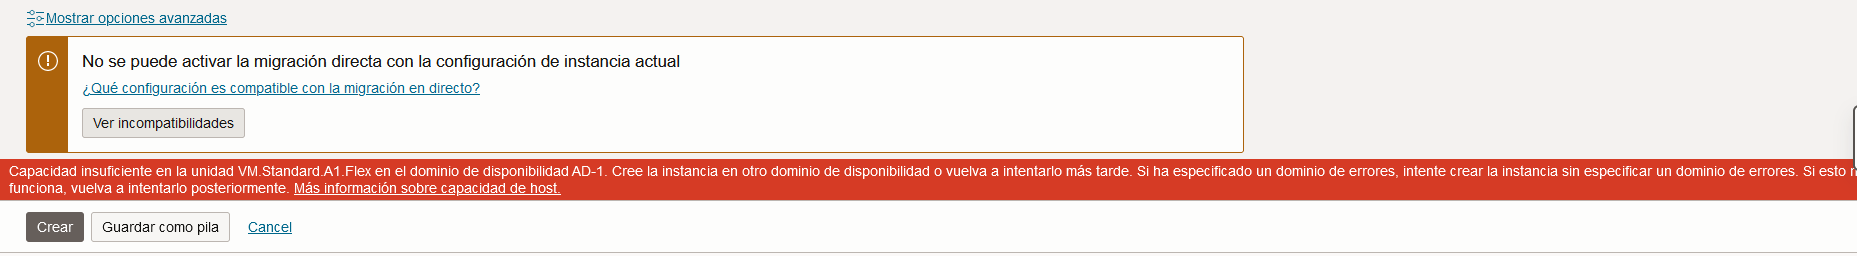 Mostrar opciones avanzadas
No se puede activar la migración directa con la configuración de instancia actual
¿Qué configuración es compatible con la migración en directo?
Ver incompatibilidades
Capacidad insuficiente en la unidad VM.Standard.A1.Flex en el dominio de disponibilidad AD-1. Cree la instancia en otro dominio de disponibilidad o vuelva a intentarlo más tarde. Si ha especificado un dominio de errores, intente crear la instancia sin especificar un dominio de errores. Si esto
funciona, vuelva a intentarlo posteriormente. Más información sobre capacidad de host.
Crear Guardar como pila Cancel